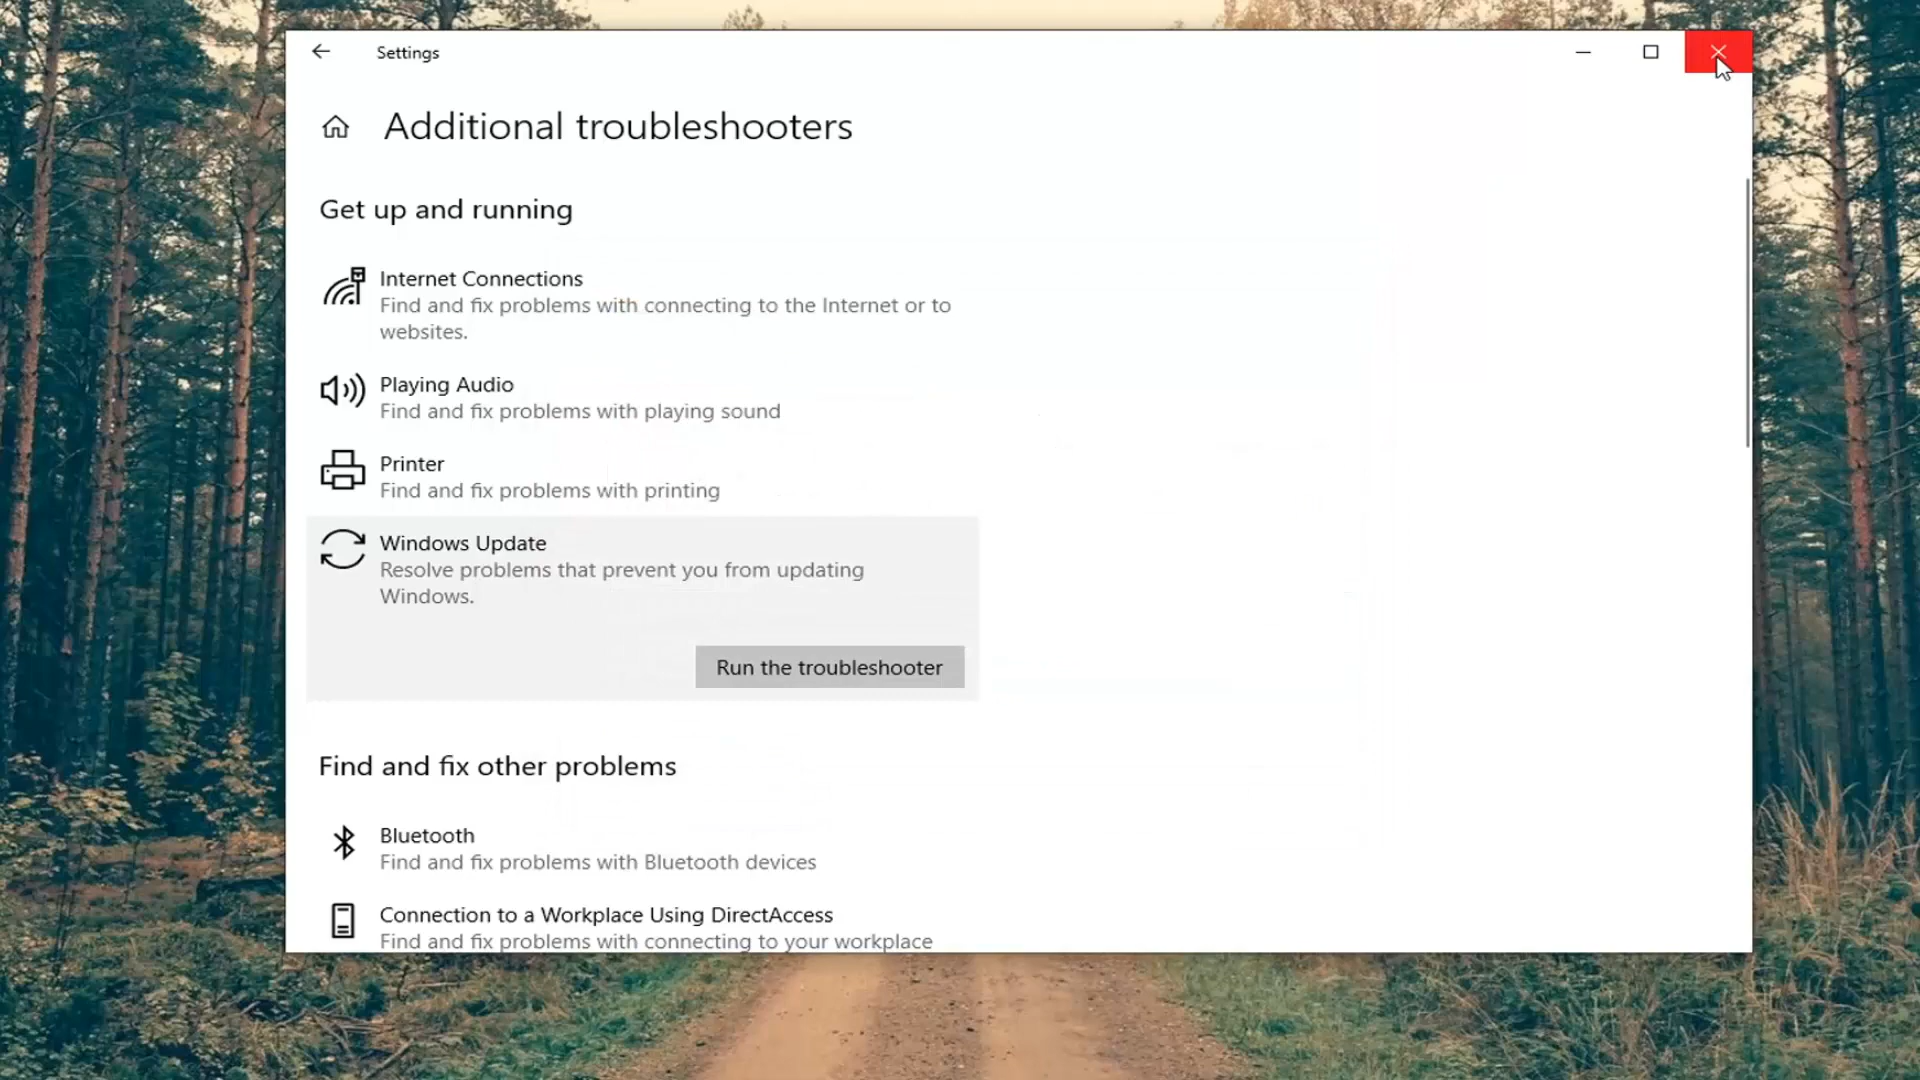 Settings
Additional troubleshooters
Get up and running
Internet Connections
Find and fix problems with connecting to the Internet or to
websites.
Playing Audio
Find and fix problems with playing sound
Printer
Find and fix problems with printing
Windows Update
Resolve problems that prevent you from updating
Windows.
Run the troubleshooter
Find and fix other problems
Bluetooth
Find and fix problems with Bluetooth devices
Connection to a Workplace Using DirectAccess
Find and fix problems with connecting to your workplace